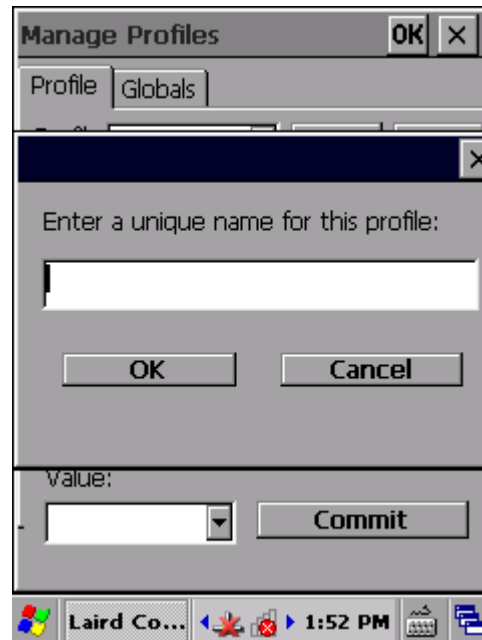 Manage Profiles OK
Profile Globals
Enter a unique name for this profile:
OK Cancel
Value:
Commit
Laird Co... 1:52 PM